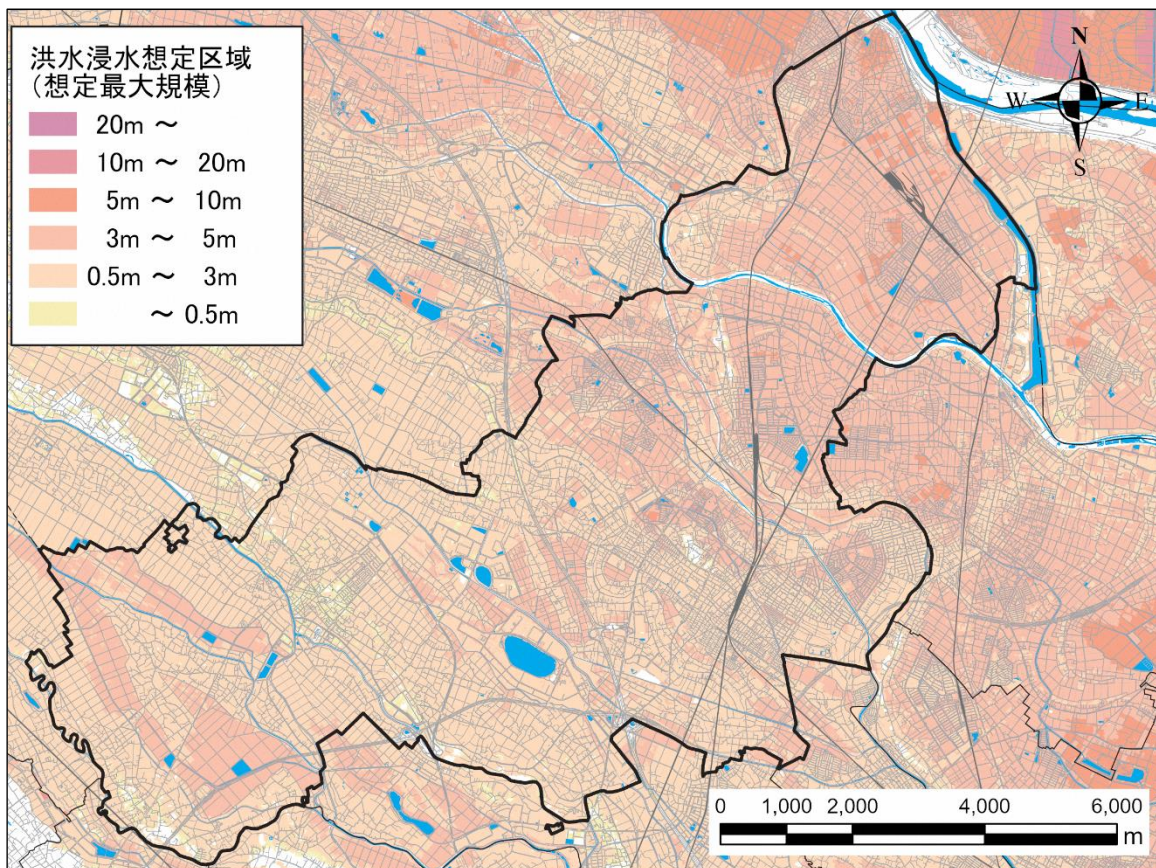 洪水浸水想定区域
(想定最大規模)
20m ～
10m ～ 20m
5m ～ 10m
3m ～ 5m
0.5m ～ 3m
～ 0.5m
N
W E
S
0 1,000 2,000 4,000 6,000
m